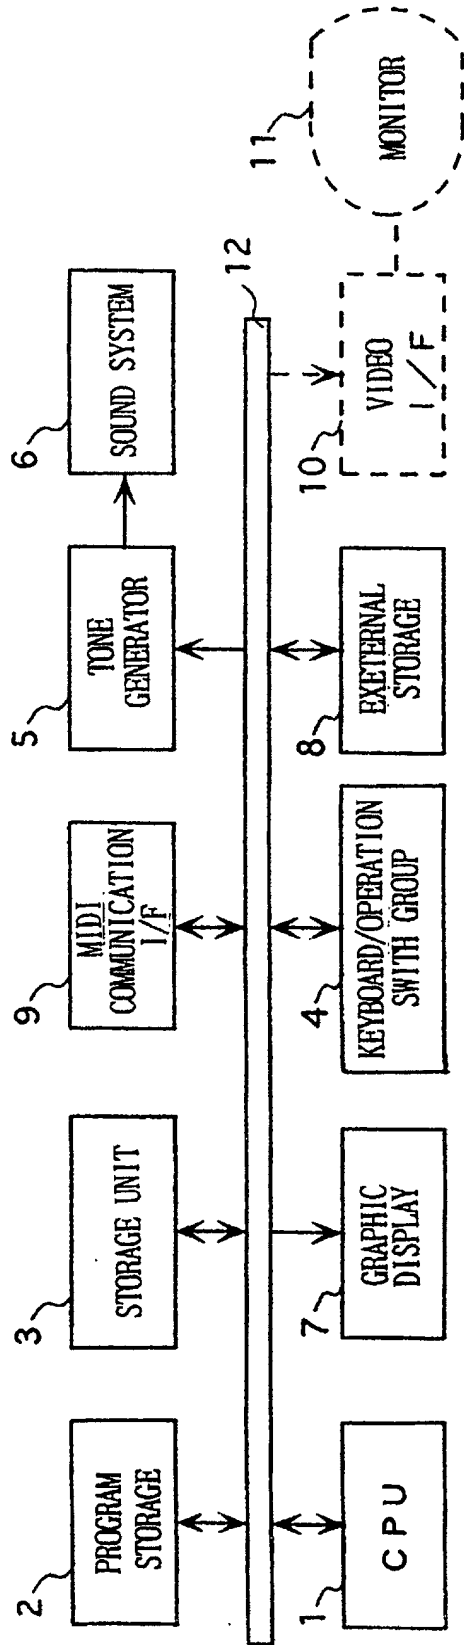 2
PROGRAM
STORAGE
3
STORAGE UNIT
9
MIDI
COMMUNICATION
I/F
5
TONE
GENERATOR
6
SOUND SYSTEM
12
1
CPU
7
GRAPHIC
DISPLAY
4
KEYBOARD/OPERATION
SWITH GROUP
8
EXETERNAL
STORAGE
10
VIDEO
I/F
11
MONITOR